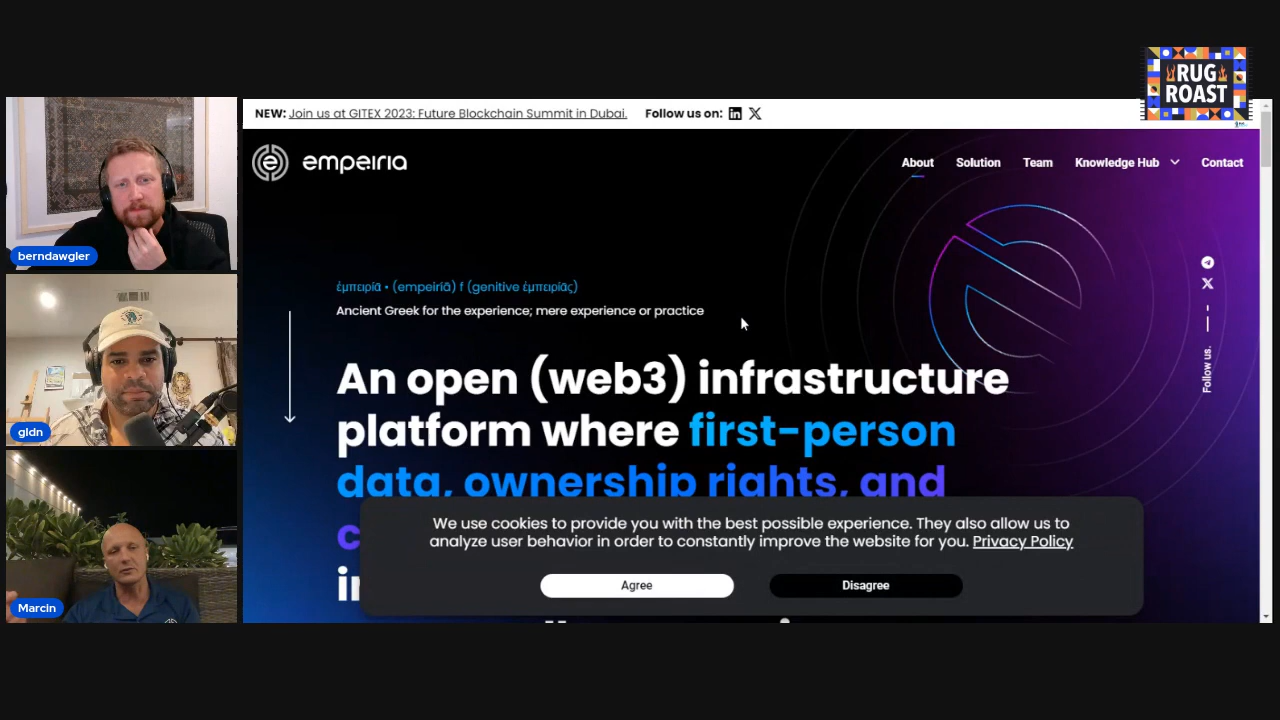 RUG
ROAST
NEW: Join us at GITEX 2023: Future Blockchain Summit in Dubai. Follow us on:
empeiria
About Solution Team Knowledge Hub Contact
ἐμπειρίᾱ • (empeiríā) f (genitive ἐμπειρίᾱς)
Ancient Greek for the experience; mere experience or practice
An open (web3) infrastructure
platform where first-person
data, ownership rights, and
Follow us.
We use cookies to provide you with the best possible experience. They also allow us to
analyze user behavior in order to constantly improve the website for you. Privacy Policy
Agree Disagree
berndawgler
gldn
Marcin